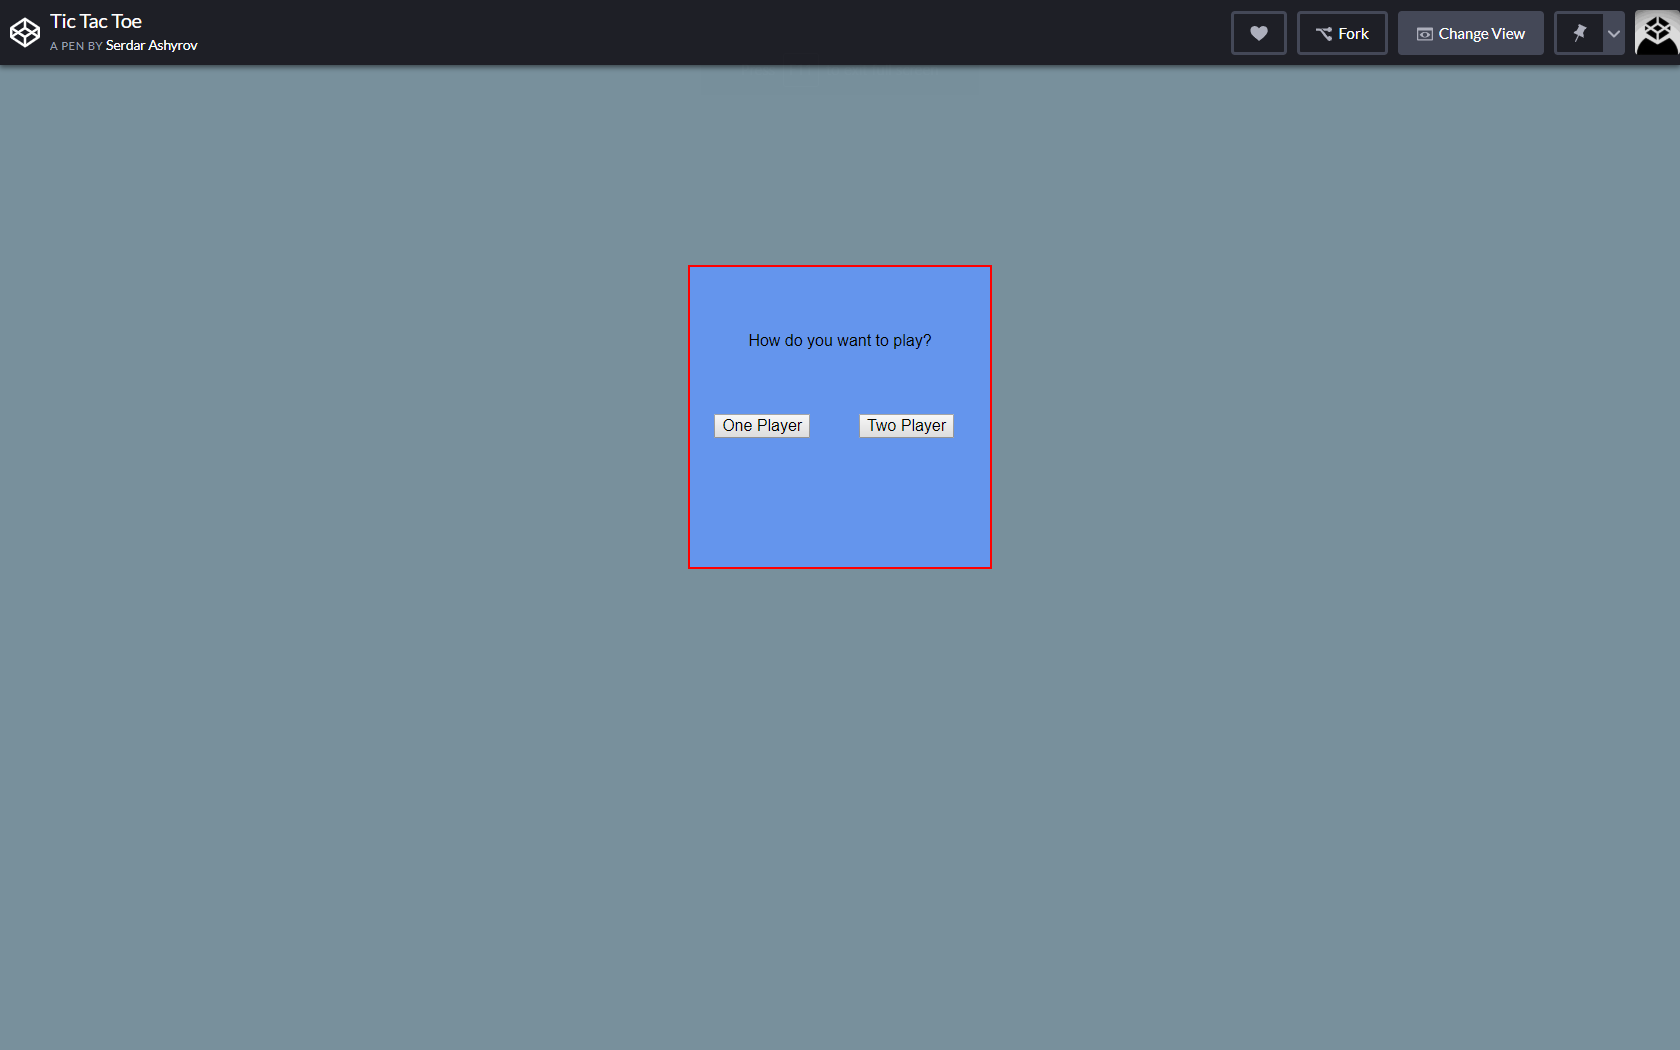 Tic Tac Toe
A PEN BY Serdar Ashyrov
Fork
Change View
How do you want to play?
One Player
Two Player